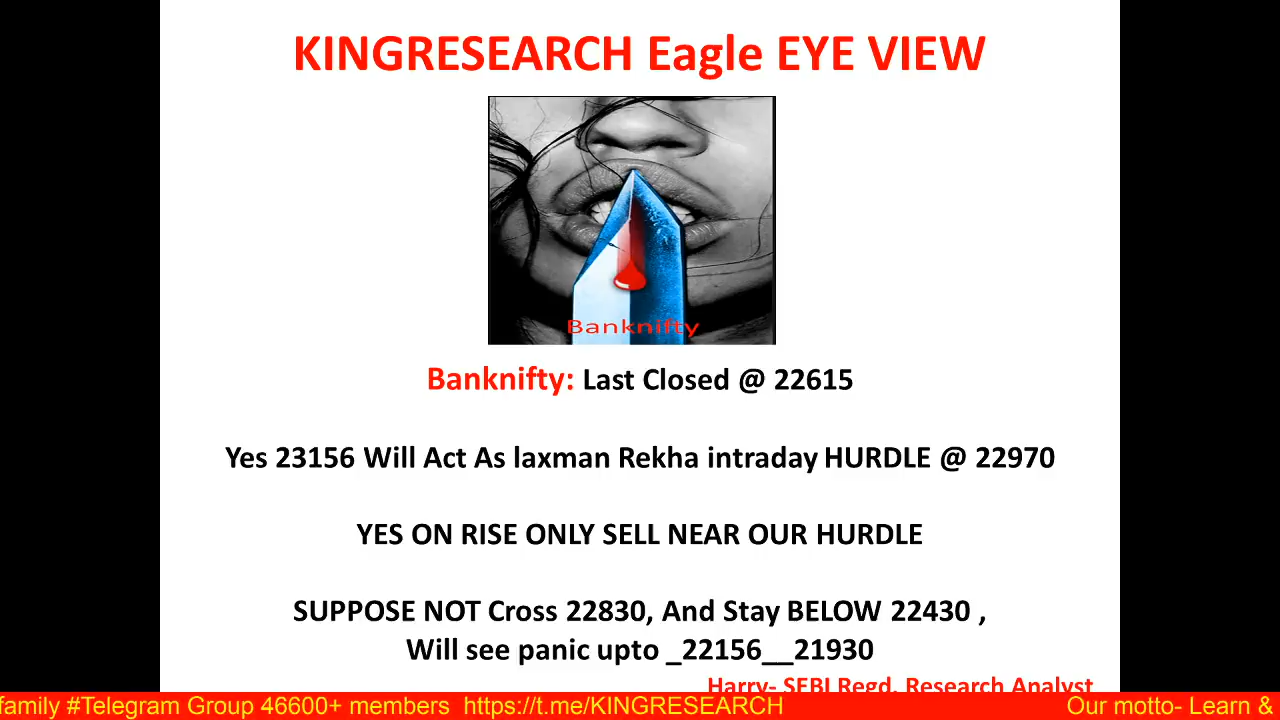 KINGRESEARCH Eagle EYE VIEW
Banknifty
Banknifty: Last Closed @ 22615
Yes 23156 Will Act As laxman Rekha intraday HURDLE @ 22970
YES ON RISE ONLY SELL NEAR OUR HURDLE
SUPPOSE NOT Cross 22830, And Stay BELOW 22430 ,
Will see panic upto _22156__21930
Harry- SEBI Regd. Research Analyst
family #Telegram Group 46600+ members https://t.me/KINGRESEARCH Our motto- Learn &